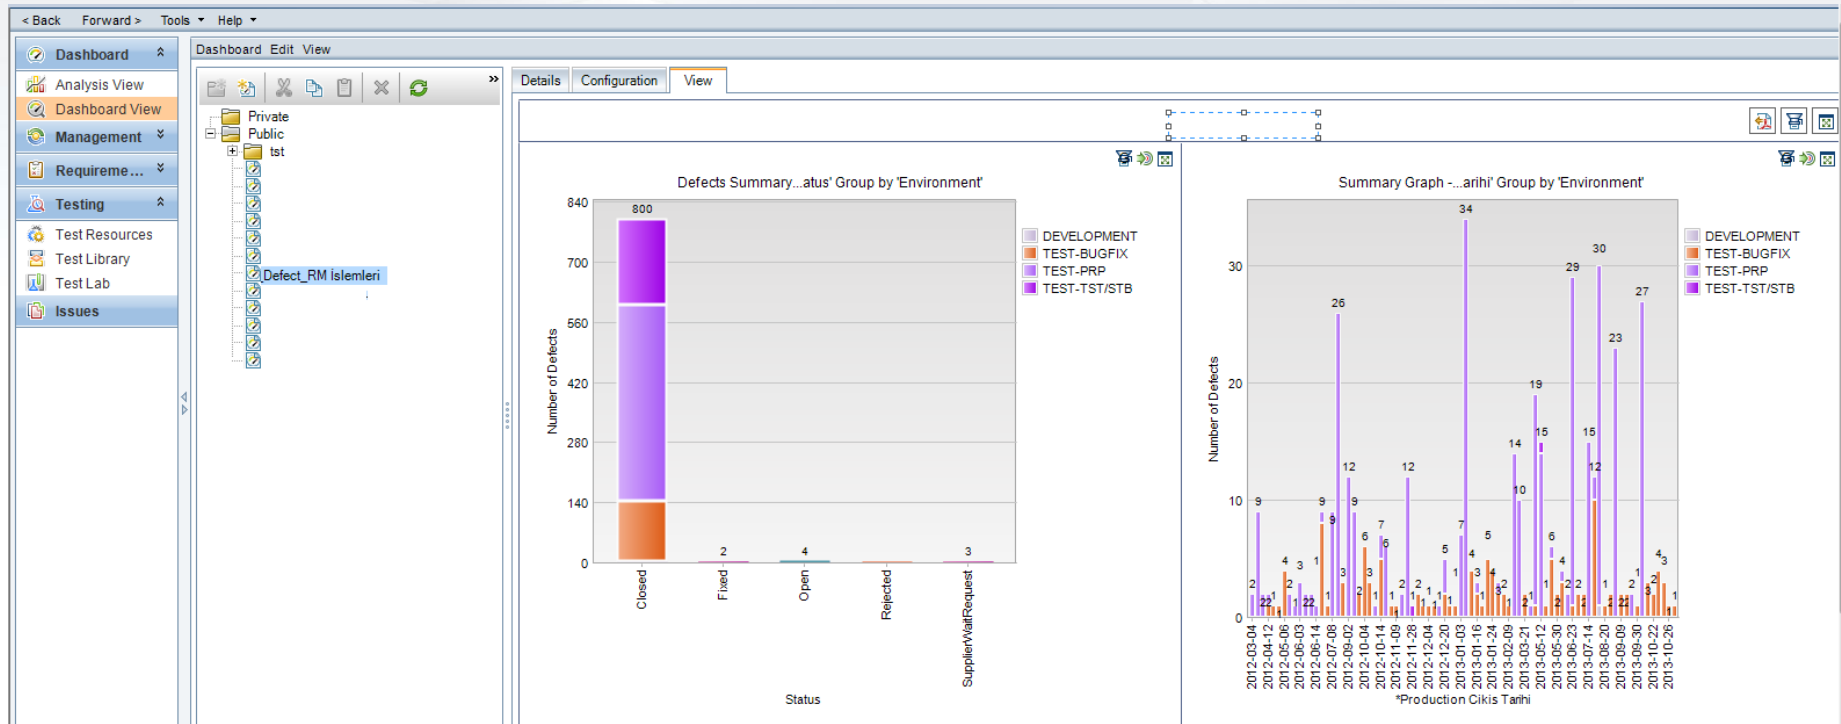 < Back Forward > Tools Help
Dashboard
Analysis View
Dashboard View
Management
Requireme...
Testing
Test Resources
Test Library
Test Lab
Issues
Dashboard Edit View
Private
Public
tst
Defect_RM İslemleri
Details Configuration View
Defects Summary...atus' Group by 'Environment'
840
700
560
420
280
140
0
Number of Defects
800
2
4
3
Closed
Fixed
Open
Rejected
SupplierWaitRequest
Status
DEVELOPMENT
TEST-BUGFIX
TEST-PRP
TEST-TST/STB
Summary Graph -...arihi' Group by 'Environment'
30
20
10
0
Number of Defects
34
30
29
27
26
23
19
15
15
14
12
12
12
10
2012-03-04
2012-04-12
2012-05-06
2012-06-03
2012-06-14
2012-07-08
2012-09-02
2012-10-04
2012-10-14
2012-11-09
2012-11-28
2012-12-04
2012-12-20
2013-01-03
2013-01-16
2013-01-24
2013-02-09
2013-03-21
2013-05-12
2013-05-30
2013-06-23
2013-07-14
2013-08-20
2013-09-09
2013-09-30
2013-10-22
2013-10-26
*Production Cikis Tarihi
DEVELOPMENT
TEST-BUGFIX
TEST-PRP
TEST-TST/STB